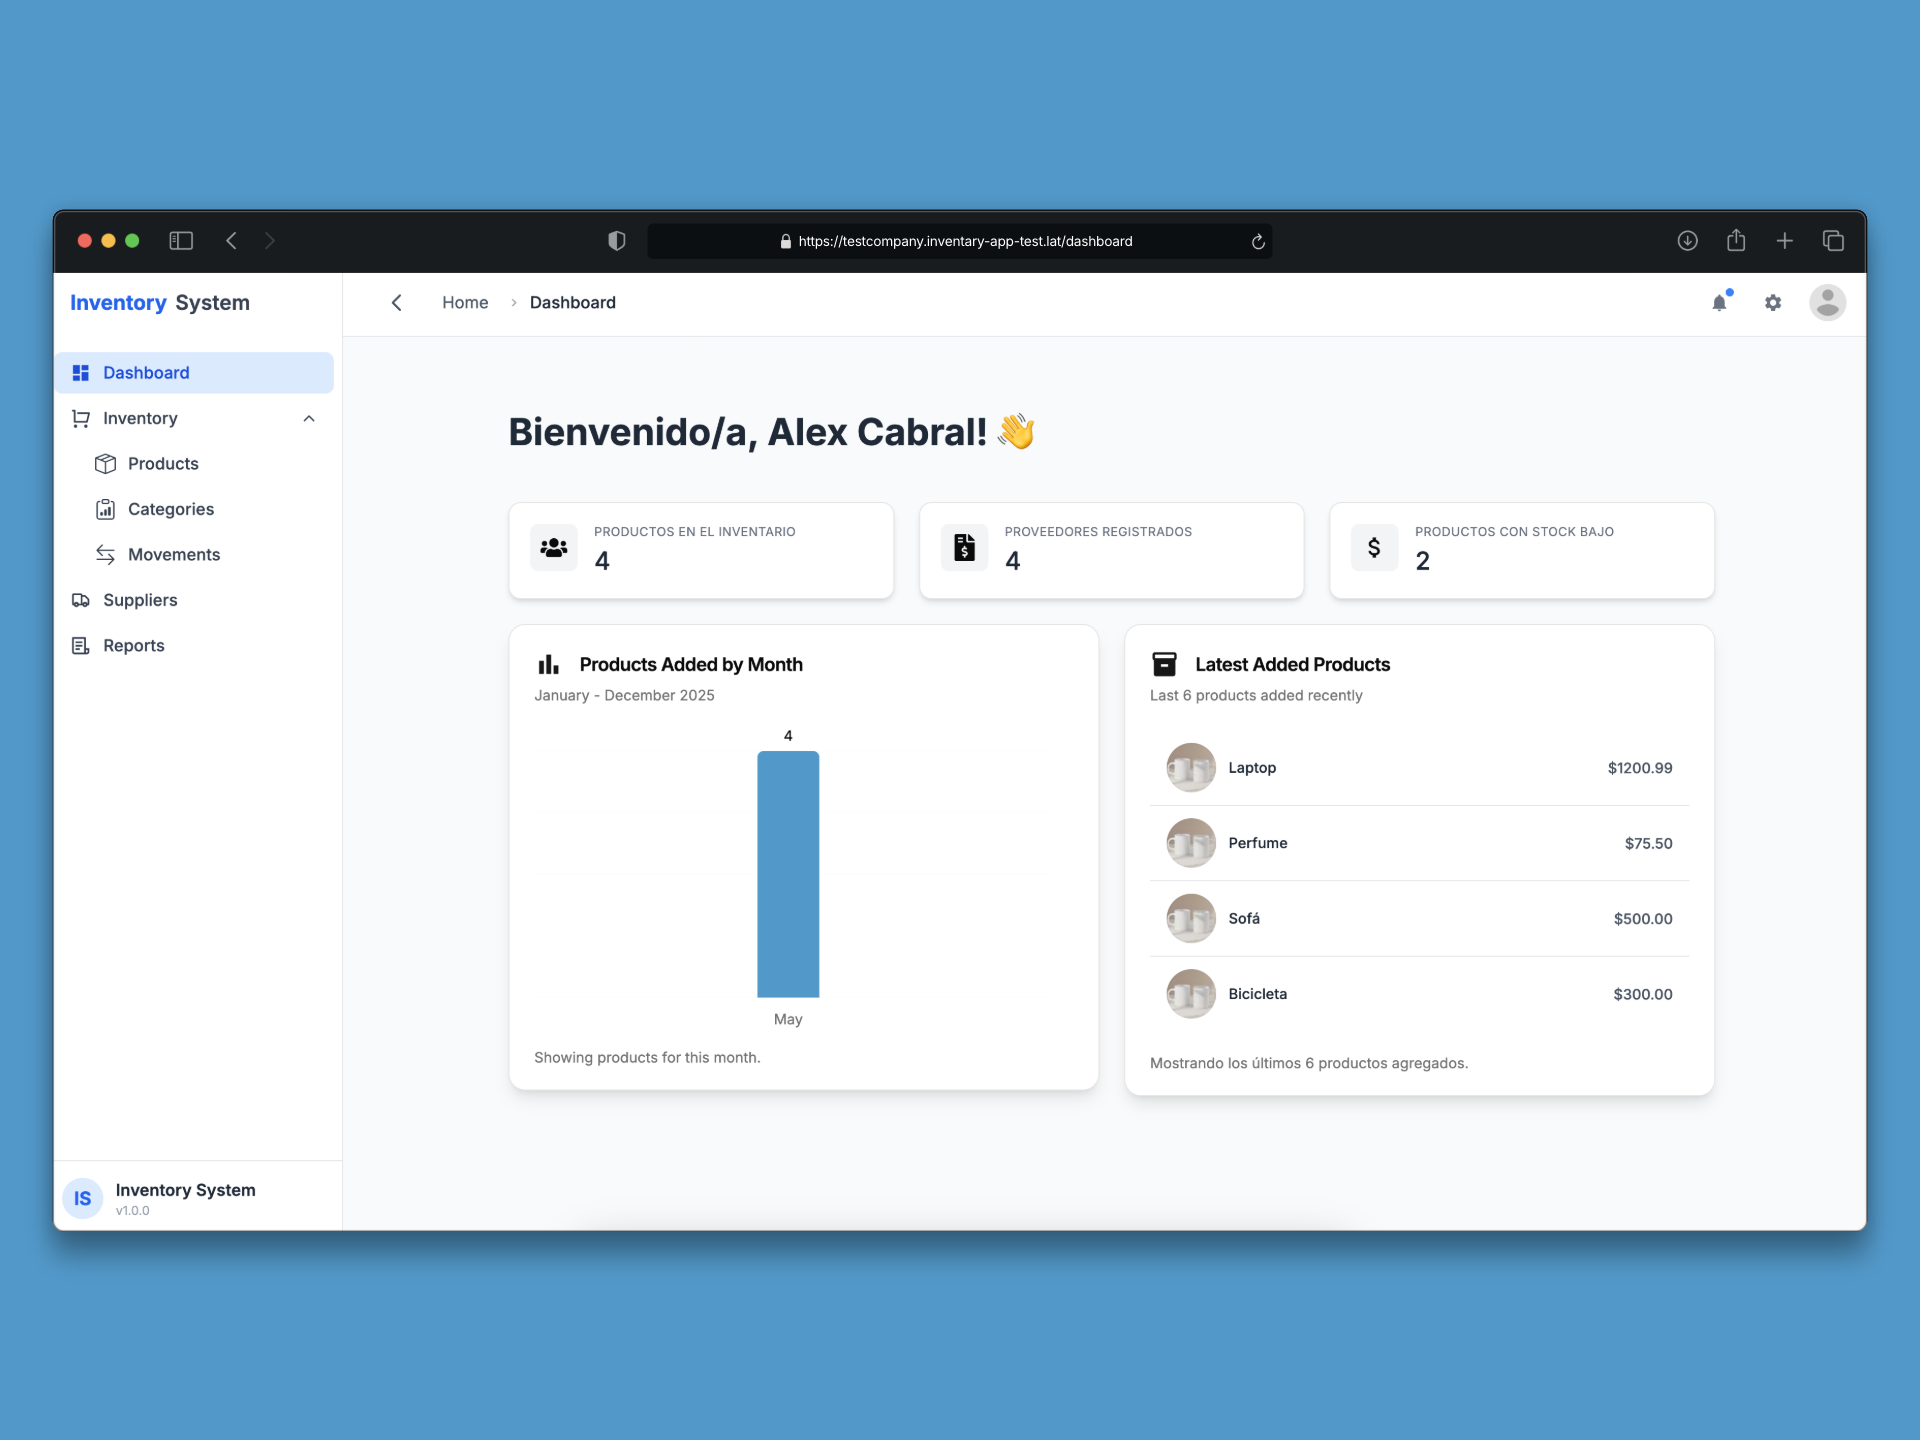 https://testcompany.inventary-app-test.lat/dashboard
Inventory System
Home › Dashboard
Dashboard
Inventory
Products
Categories
Movements
Suppliers
Reports
Inventory System
v1.0.0
IS
Bienvenido/a, Alex Cabral! 👋
PRODUCTOS EN EL INVENTARIO
4
PROVEEDORES REGISTRADOS
4
PRODUCTOS CON STOCK BAJO
2
Products Added by Month
January - December 2025
4
May
Showing products for this month.
Latest Added Products
Last 6 products added recently
Laptop $1200.99
Perfume $75.50
Sofá $500.00
Bicicleta $300.00
Mostrando los últimos 6 productos agregados.